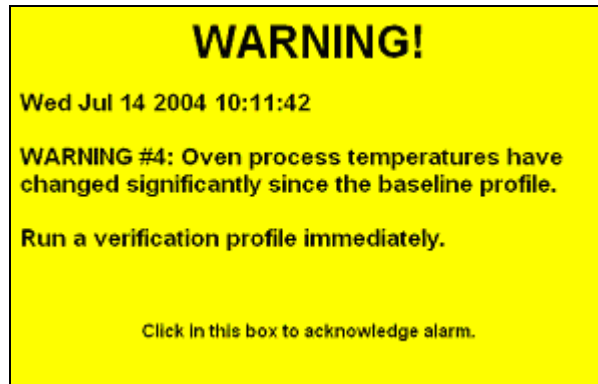 WARNING!
Wed Jul 14 2004 10:11:42
WARNING #4: Oven process temperatures have
changed significantly since the baseline profile.
Run a verification profile immediately.
Click in this box to acknowledge alarm.